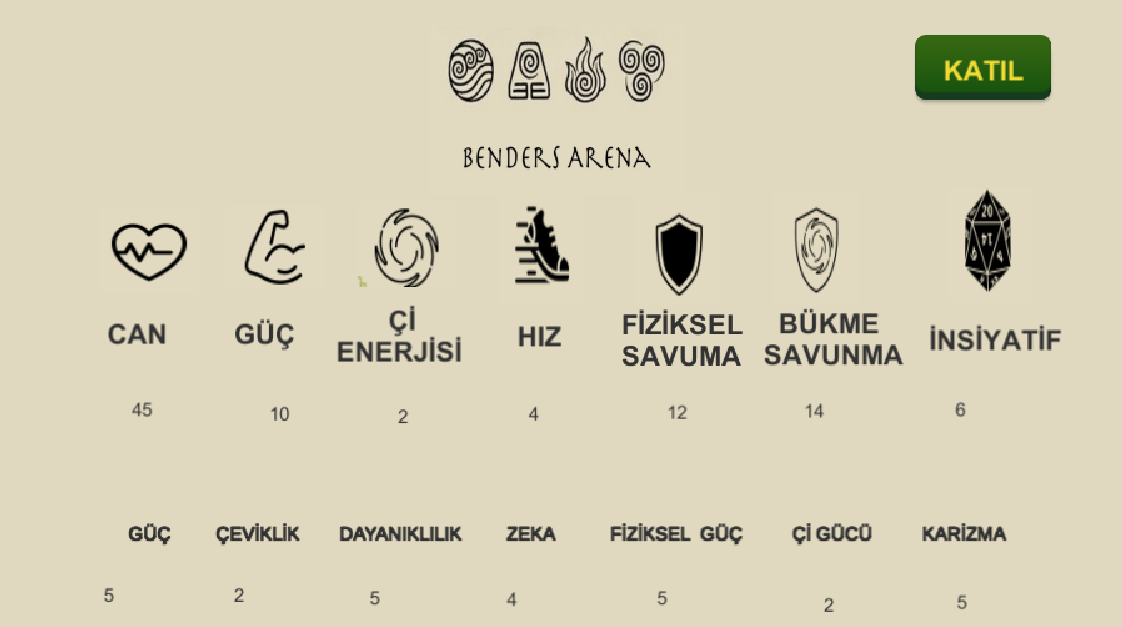 KATIL
BENDERS ARENA
20
CAN GÜÇ Çİ ENERJİSİ HIZ FİZİKSEL SAVUMA BÜKME SAVUNMA İNSİYATİF
45 10 2 4 12 14 6
GÜÇ ÇEVİKLİK DAYANIKLILIK ZEKA FİZİKSEL GÜÇ Çİ GÜCÜ KARİZMA
5 2 5 4 5 2 5